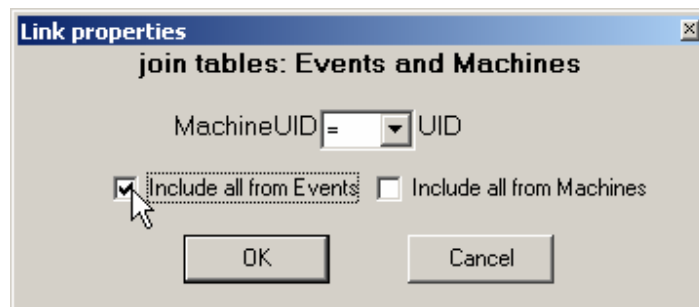 Link properties
join tables: Events and Machines
MachineUID = UID
Include all from Events Include all from Machines
OK Cancel